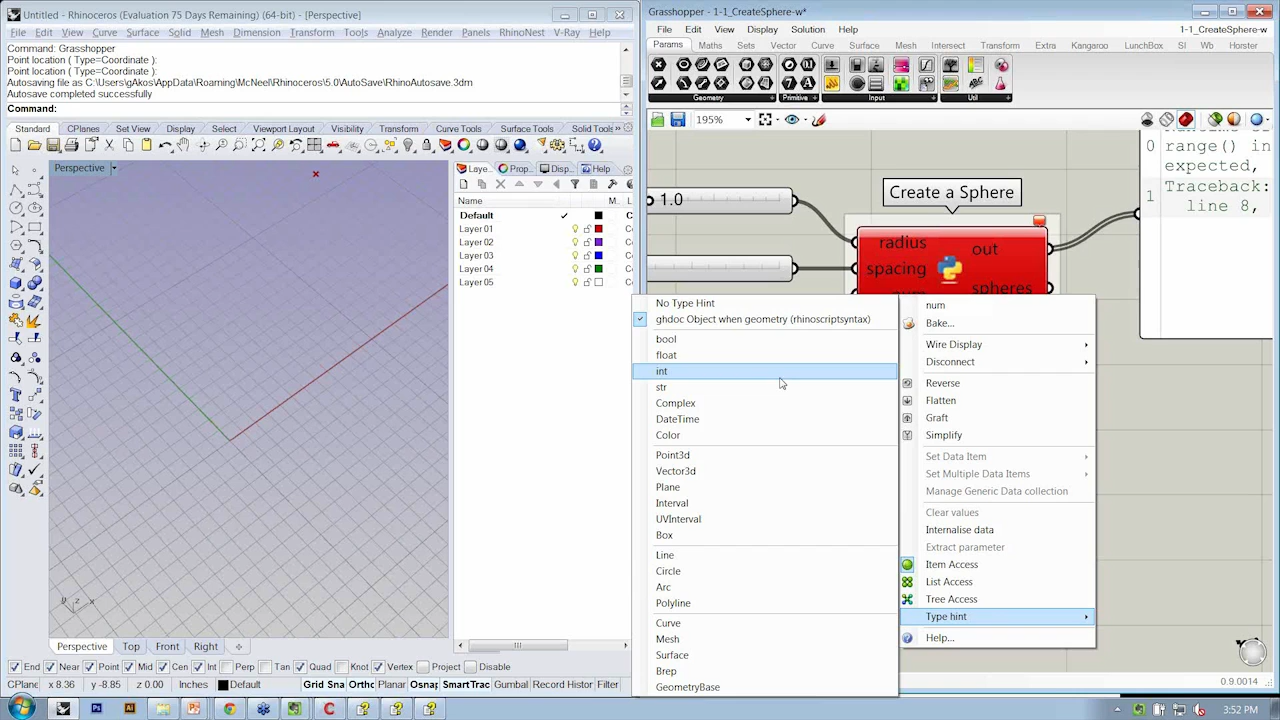 Untitled - Rhinoceros (Evaluation 75 Days Remaining) (64-bit) - [Perspective]
File Edit View Curve Surface Solid Mesh Dimension Transform Tools Analyze Render Panels RhinoNest V-Ray Help
Command: Grasshopper
Point location ( Type=Coordinate ):
Point location ( Type=Coordinate ):
Autosaving file as C:\Users\gAkos\AppData\Roaming\McNeel\Rhinoceros\5.0\AutoSave\RhinoAutosave.3dm
Autosave completed successfully
Command:
Standard CPlanes Set View Display Select Viewport Layout Visibility Transform Curve Tools Surface Tools Solid Tools
Perspective
Laye... Prop... Disp... Help
Name M.
Default C
Layer 01 C
Layer 02 C
Layer 03 C
Layer 04 C
Layer 05 C
x
Perspective Top Front Right
End Near Point Mid Cen Int Perp Tan Quad Knot Vertex Project Disable
CPlane x 8.36 y -8.85 z 0.00 Inches Default Grid Sna Ortho Planar Osnap SmartTrac Gumbal Record History Filter
Grasshopper - 1-1_CreateSphere-w*
File Edit View Display Solution Help 1-1_CreateSphere-w
Params Maths Sets Vector Curve Surface Mesh Intersect Transform Extra Kangaroo LunchBox SI Wb Horster
Geometry Primitive Input Util
195%
1.0
Create a Sphere
radius
spacing
out
spheres
0
range() in
expected,
1
Traceback:
line 8,
No Type Hint
ghdoc Object when geometry (rhinoscriptsyntax)
bool
float
int
str
Complex
DateTime
Color
Point3d
Vector3d
Plane
Interval
UVInterval
Box
Line
Circle
Arc
Polyline
Curve
Mesh
Surface
Brep
GeometryBase
num
Bake...
Wire Display
Disconnect
Reverse
Flatten
Graft
Simplify
Set Data Item
Set Multiple Data Items
Manage Generic Data collection
Clear values
Internalise data
Extract parameter
Item Access
List Access
Tree Access
Type hint
Help...
0.9.0014
3:52 PM